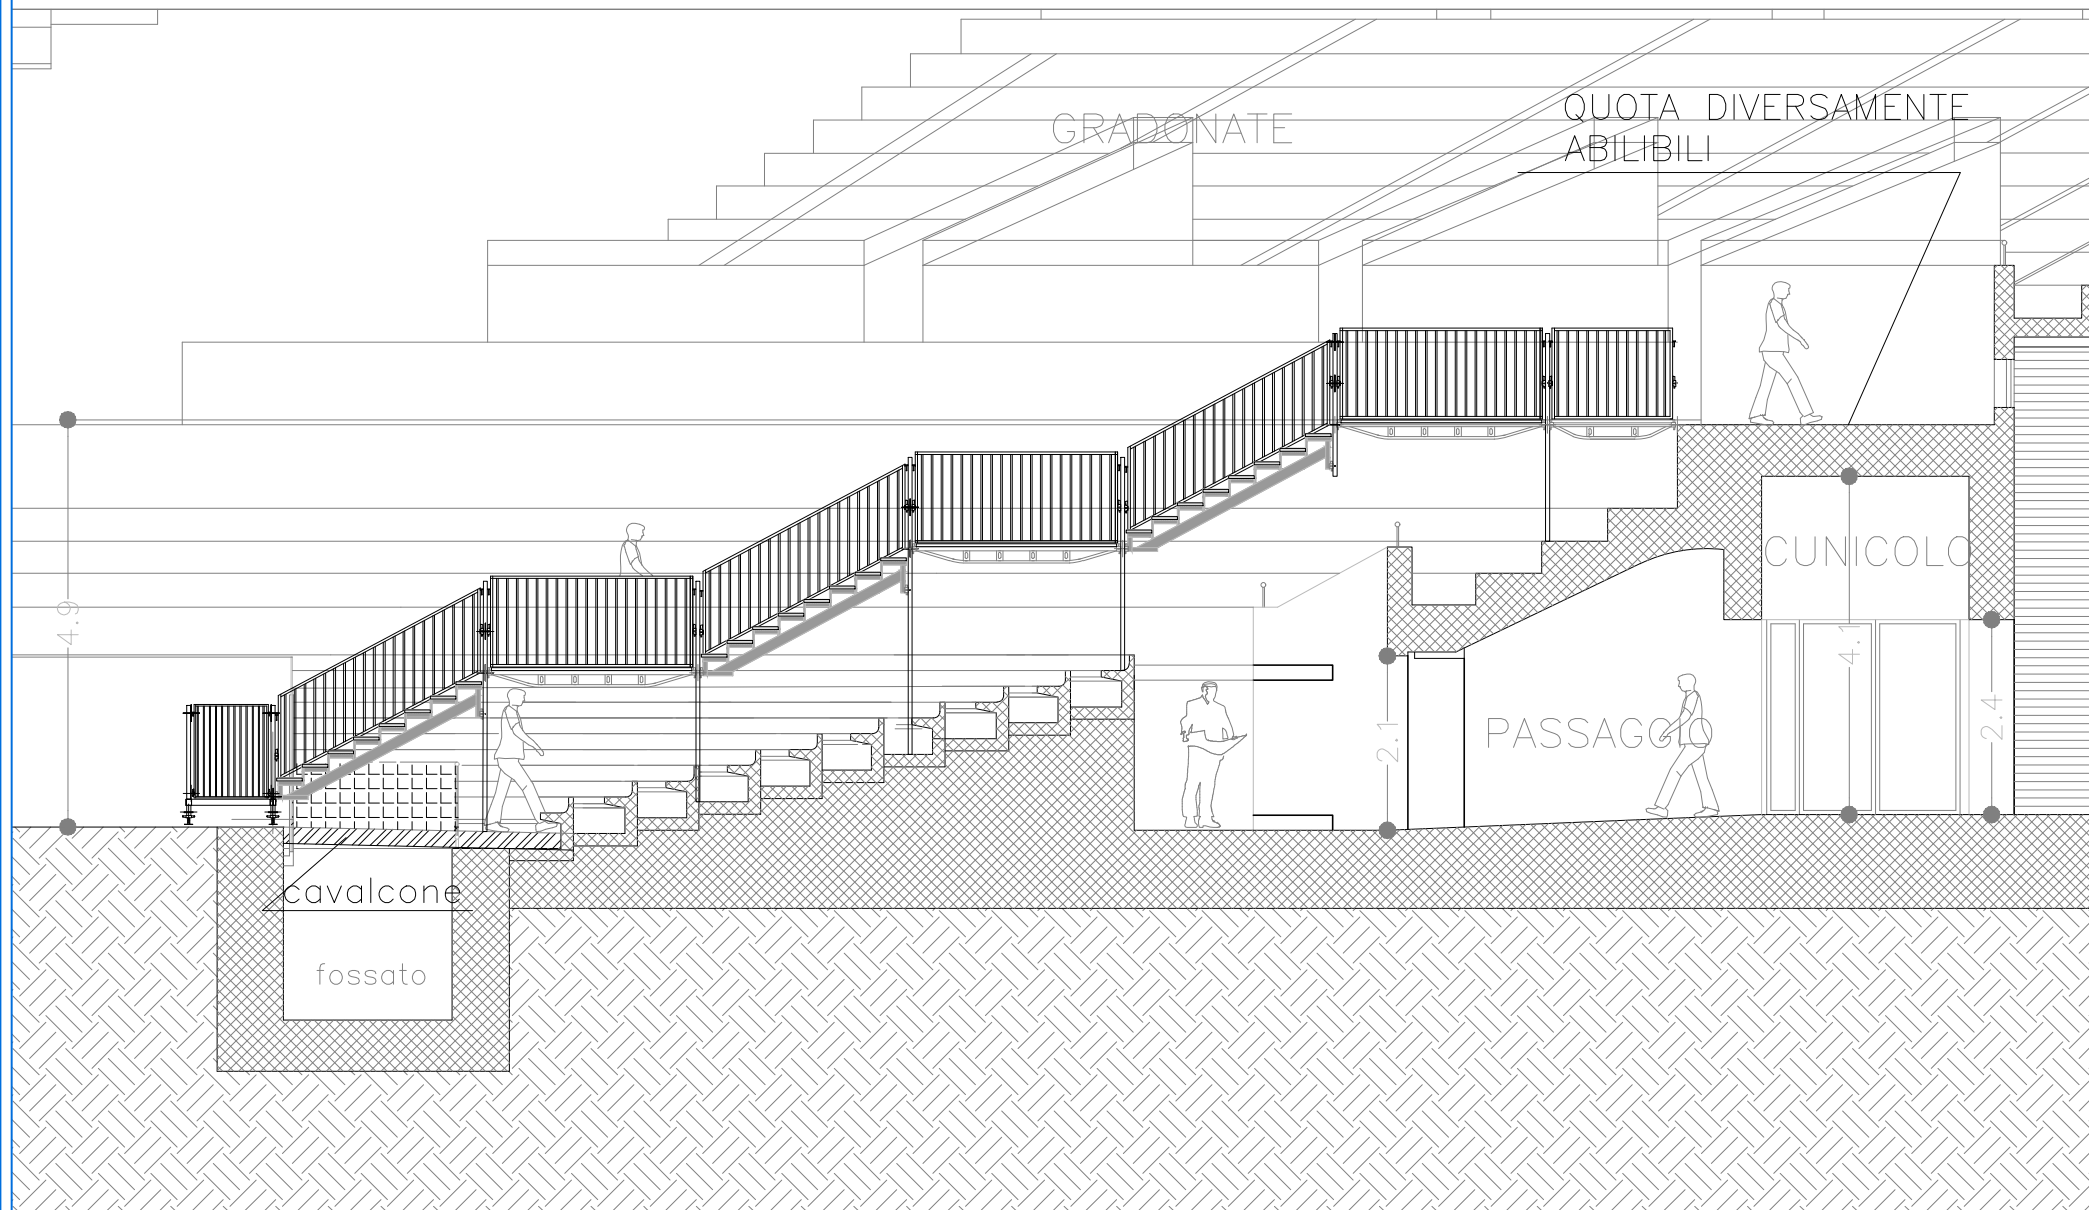 GRADONATE
QUOTA DIVERSAMENTE
ABILIBILI
CUNICOLO
4.9
4.1
2.4
2.1
PASSAGGIO
cavalcone
fossato